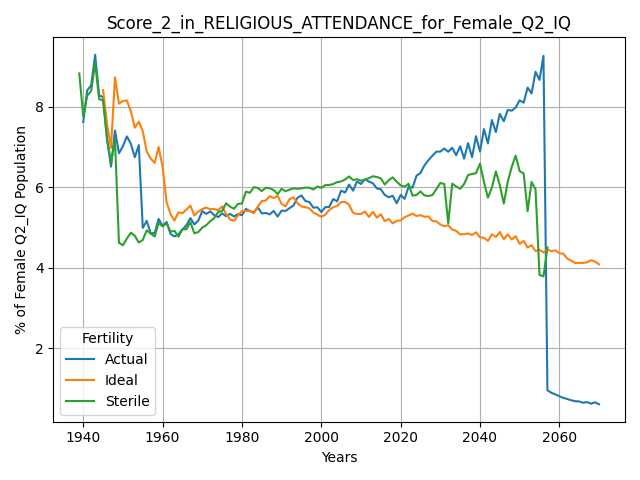 Score_2_in_RELIGIOUS_ATTENDANCE_for_Female_Q2_IQ
% of Female Q2_IQ Population
8
6
4
2
Fertility
Actual
Ideal
Sterile
1940 1960 1980 2000 2020 2040 2060
Years